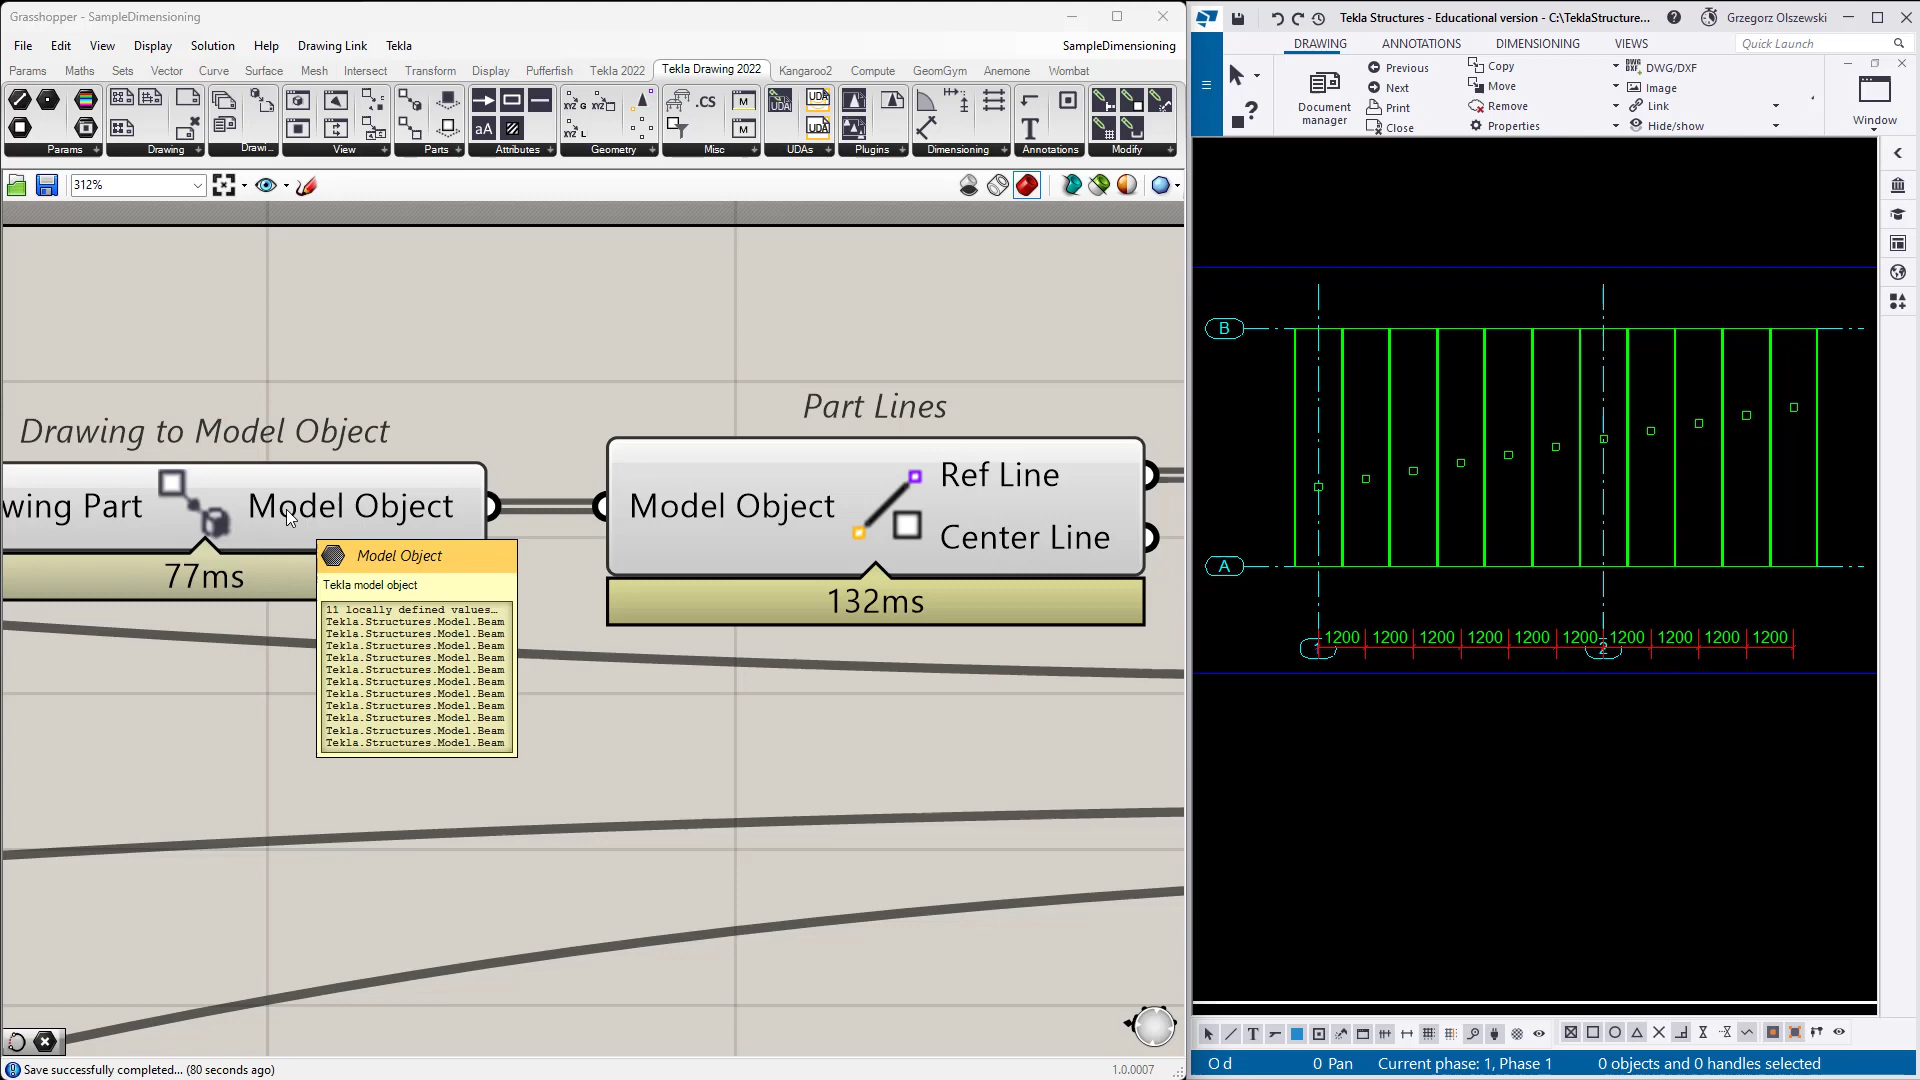 Grasshopper - SampleDimensioning
File Edit View Display Solution Help Drawing Link Tekla
SampleDimensioning
Params Maths Sets Vector Curve Surface Mesh Intersect Transform Display Pufferfish Tekla 2022 Tekla Drawing 2022 Kangaroo2 Compute GeomGym Anemone Wombat
Params Drawing Drawi... View Parts Attributes Geometry Misc UDAs Plugins Dimensioning Annotations Modify
312%
Drawing to Model Object
wing Part
Model Object
77ms
Model Object
Tekla model object
11 locally defined values…
Tekla.Structures.Model.Beam
Tekla.Structures.Model.Beam
Tekla.Structures.Model.Beam
Tekla.Structures.Model.Beam
Tekla.Structures.Model.Beam
Tekla.Structures.Model.Beam
Tekla.Structures.Model.Beam
Tekla.Structures.Model.Beam
Tekla.Structures.Model.Beam
Tekla.Structures.Model.Beam
Tekla.Structures.Model.Beam
Part Lines
Model Object
Ref Line
Center Line
132ms
Save successfully completed... (80 seconds ago)
1.0.0007
Tekla Structures - Educational version - C:\TeklaStructure...
Grzegorz Olszewski
DRAWING ANNOTATIONS DIMENSIONING VIEWS
Quick Launch
Document manager
Previous
Next
Print
Close
Copy
Move
Remove
Properties
DWG/DXF
Image
Link
Hide/show
Window
B
A
1200 1200 1200 1200 1200 1200 1200 1200 1200 1200
1
2
O d
0 Pan
Current phase: 1, Phase 1
0 objects and 0 handles selected